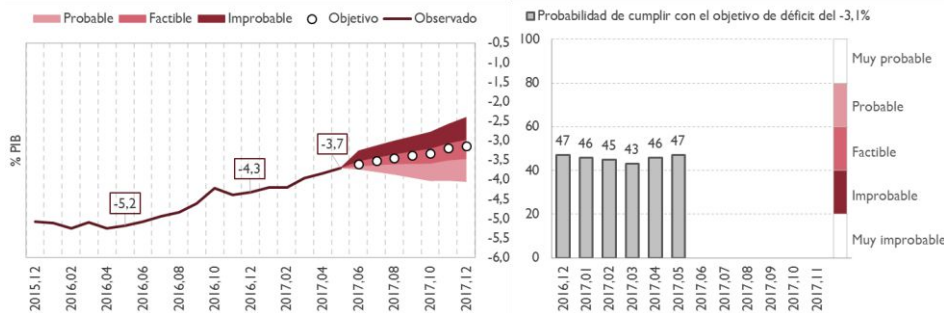 Probable Factible Improbable Objetivo Observado
% PIB
-0,5
-1,0
-1,5
-2,0
-2,5
-3,0
-3,5
-4,0
-4,5
-5,0
-5,5
-6,0
-5,2
-4,3
-3,7
2015,12 2016,02 2016,04 2016,06 2016,08 2016,10 2016,12 2017,02 2017,04 2017,06 2017,08 2017,10 2017,12
Probabilidad de cumplir con el objetivo de déficit del -3,1%
100
80
60
40
20
0
47 46 45 43 46 47
2016,12 2017,01 2017,02 2017,03 2017,04 2017,05 2017,06 2017,07 2017,08 2017,09 2017,10 2017,11
Muy probable
Probable
Factible
Improbable
Muy improbable